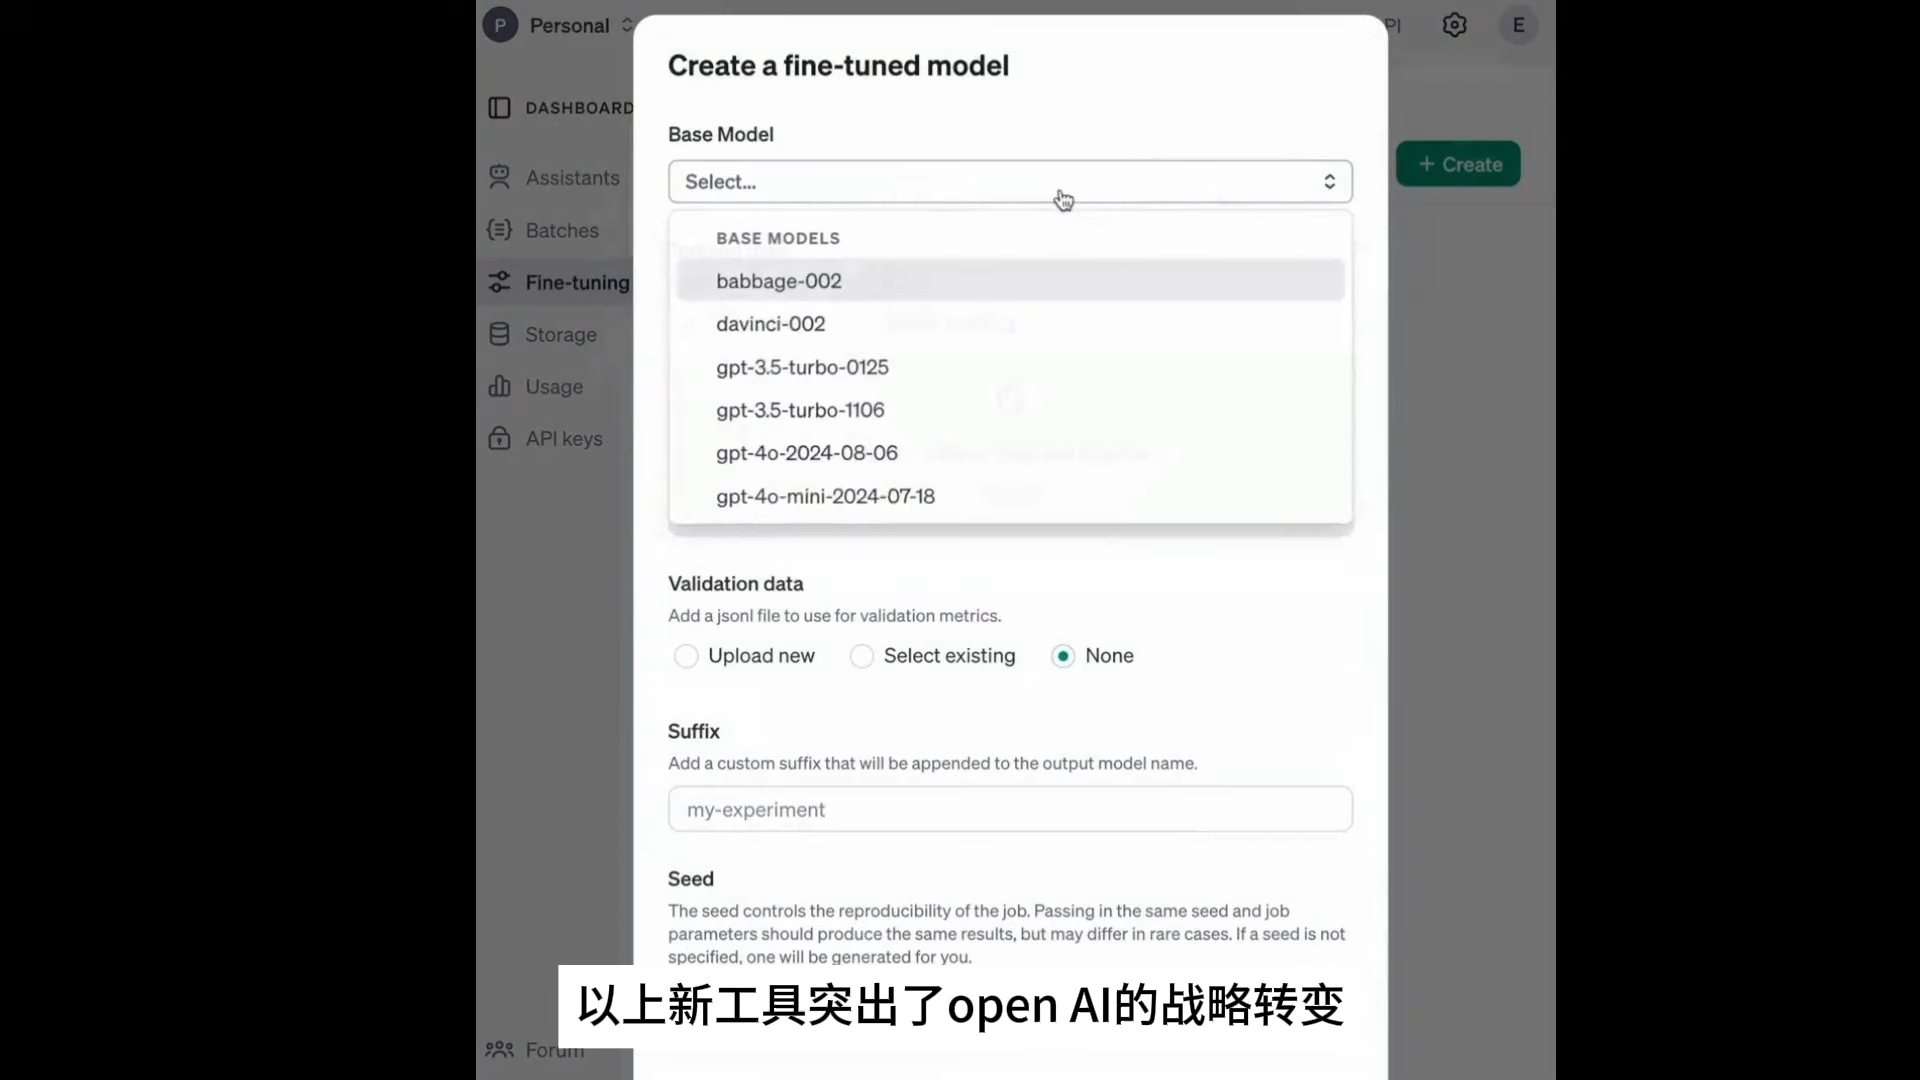 P Personal
PI
E
Create a fine-tuned model
DASHBOARD
Base Model
Select...
+ Create
Assistants
Batches
Fine-tuning
Storage
Usage
API keys
BASE MODELS
babbage-002
davinci-002
gpt-3.5-turbo-0125
gpt-3.5-turbo-1106
gpt-4o-2024-08-06
gpt-4o-mini-2024-07-18
Validation data
Add a jsonl file to use for validation metrics.
Upload new Select existing None
Suffix
Add a custom suffix that will be appended to the output model name.
my-experiment
Seed
The seed controls the reproducibility of the job. Passing in the same seed and job
parameters should produce the same results, but may differ in rare cases. If a seed is not
specified, one will be generated for you.
以上新工具突出了open AI的战略转变
Forum